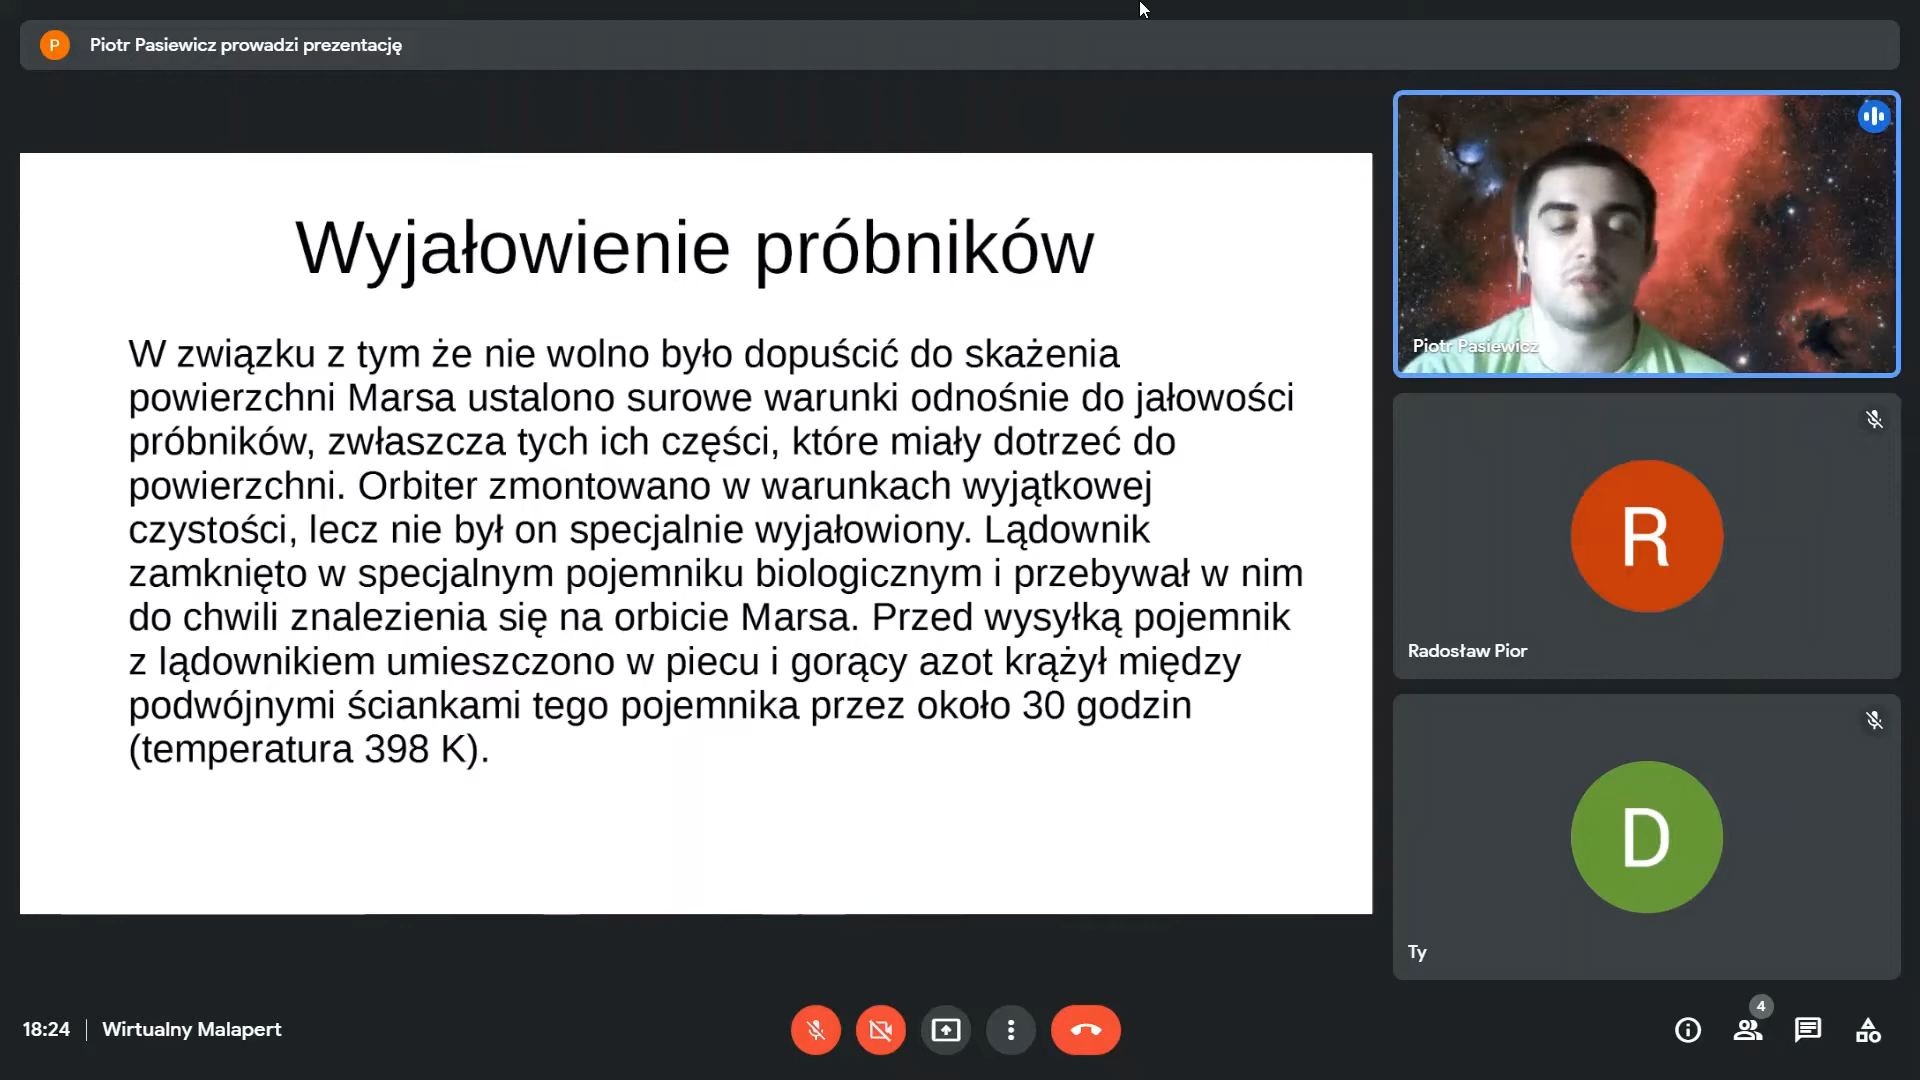 P
Piotr Pasiewicz prowadzi prezentację
Wyjałowienie próbników
W związku z tym że nie wolno było dopuścić do skażenia
powierzchni Marsa ustalono surowe warunki odnośnie do jałowości
próbników, zwłaszcza tych ich części, które miały dotrzeć do
powierzchni. Orbiter zmontowano w warunkach wyjątkowej
czystości, lecz nie był on specjalnie wyjałowiony. Lądownik
zamknięto w specjalnym pojemniku biologicznym i przebywał w nim
do chwili znalezienia się na orbicie Marsa. Przed wysyłką pojemnik
z lądownikiem umieszczono w piecu i gorący azot krążył między
podwójnymi ściankami tego pojemnika przez około 30 godzin
(temperatura 398 K).
Piotr Pasiewicz
R
Radosław Pior
D
Ty
18:24
Wirtualny Malapert
4